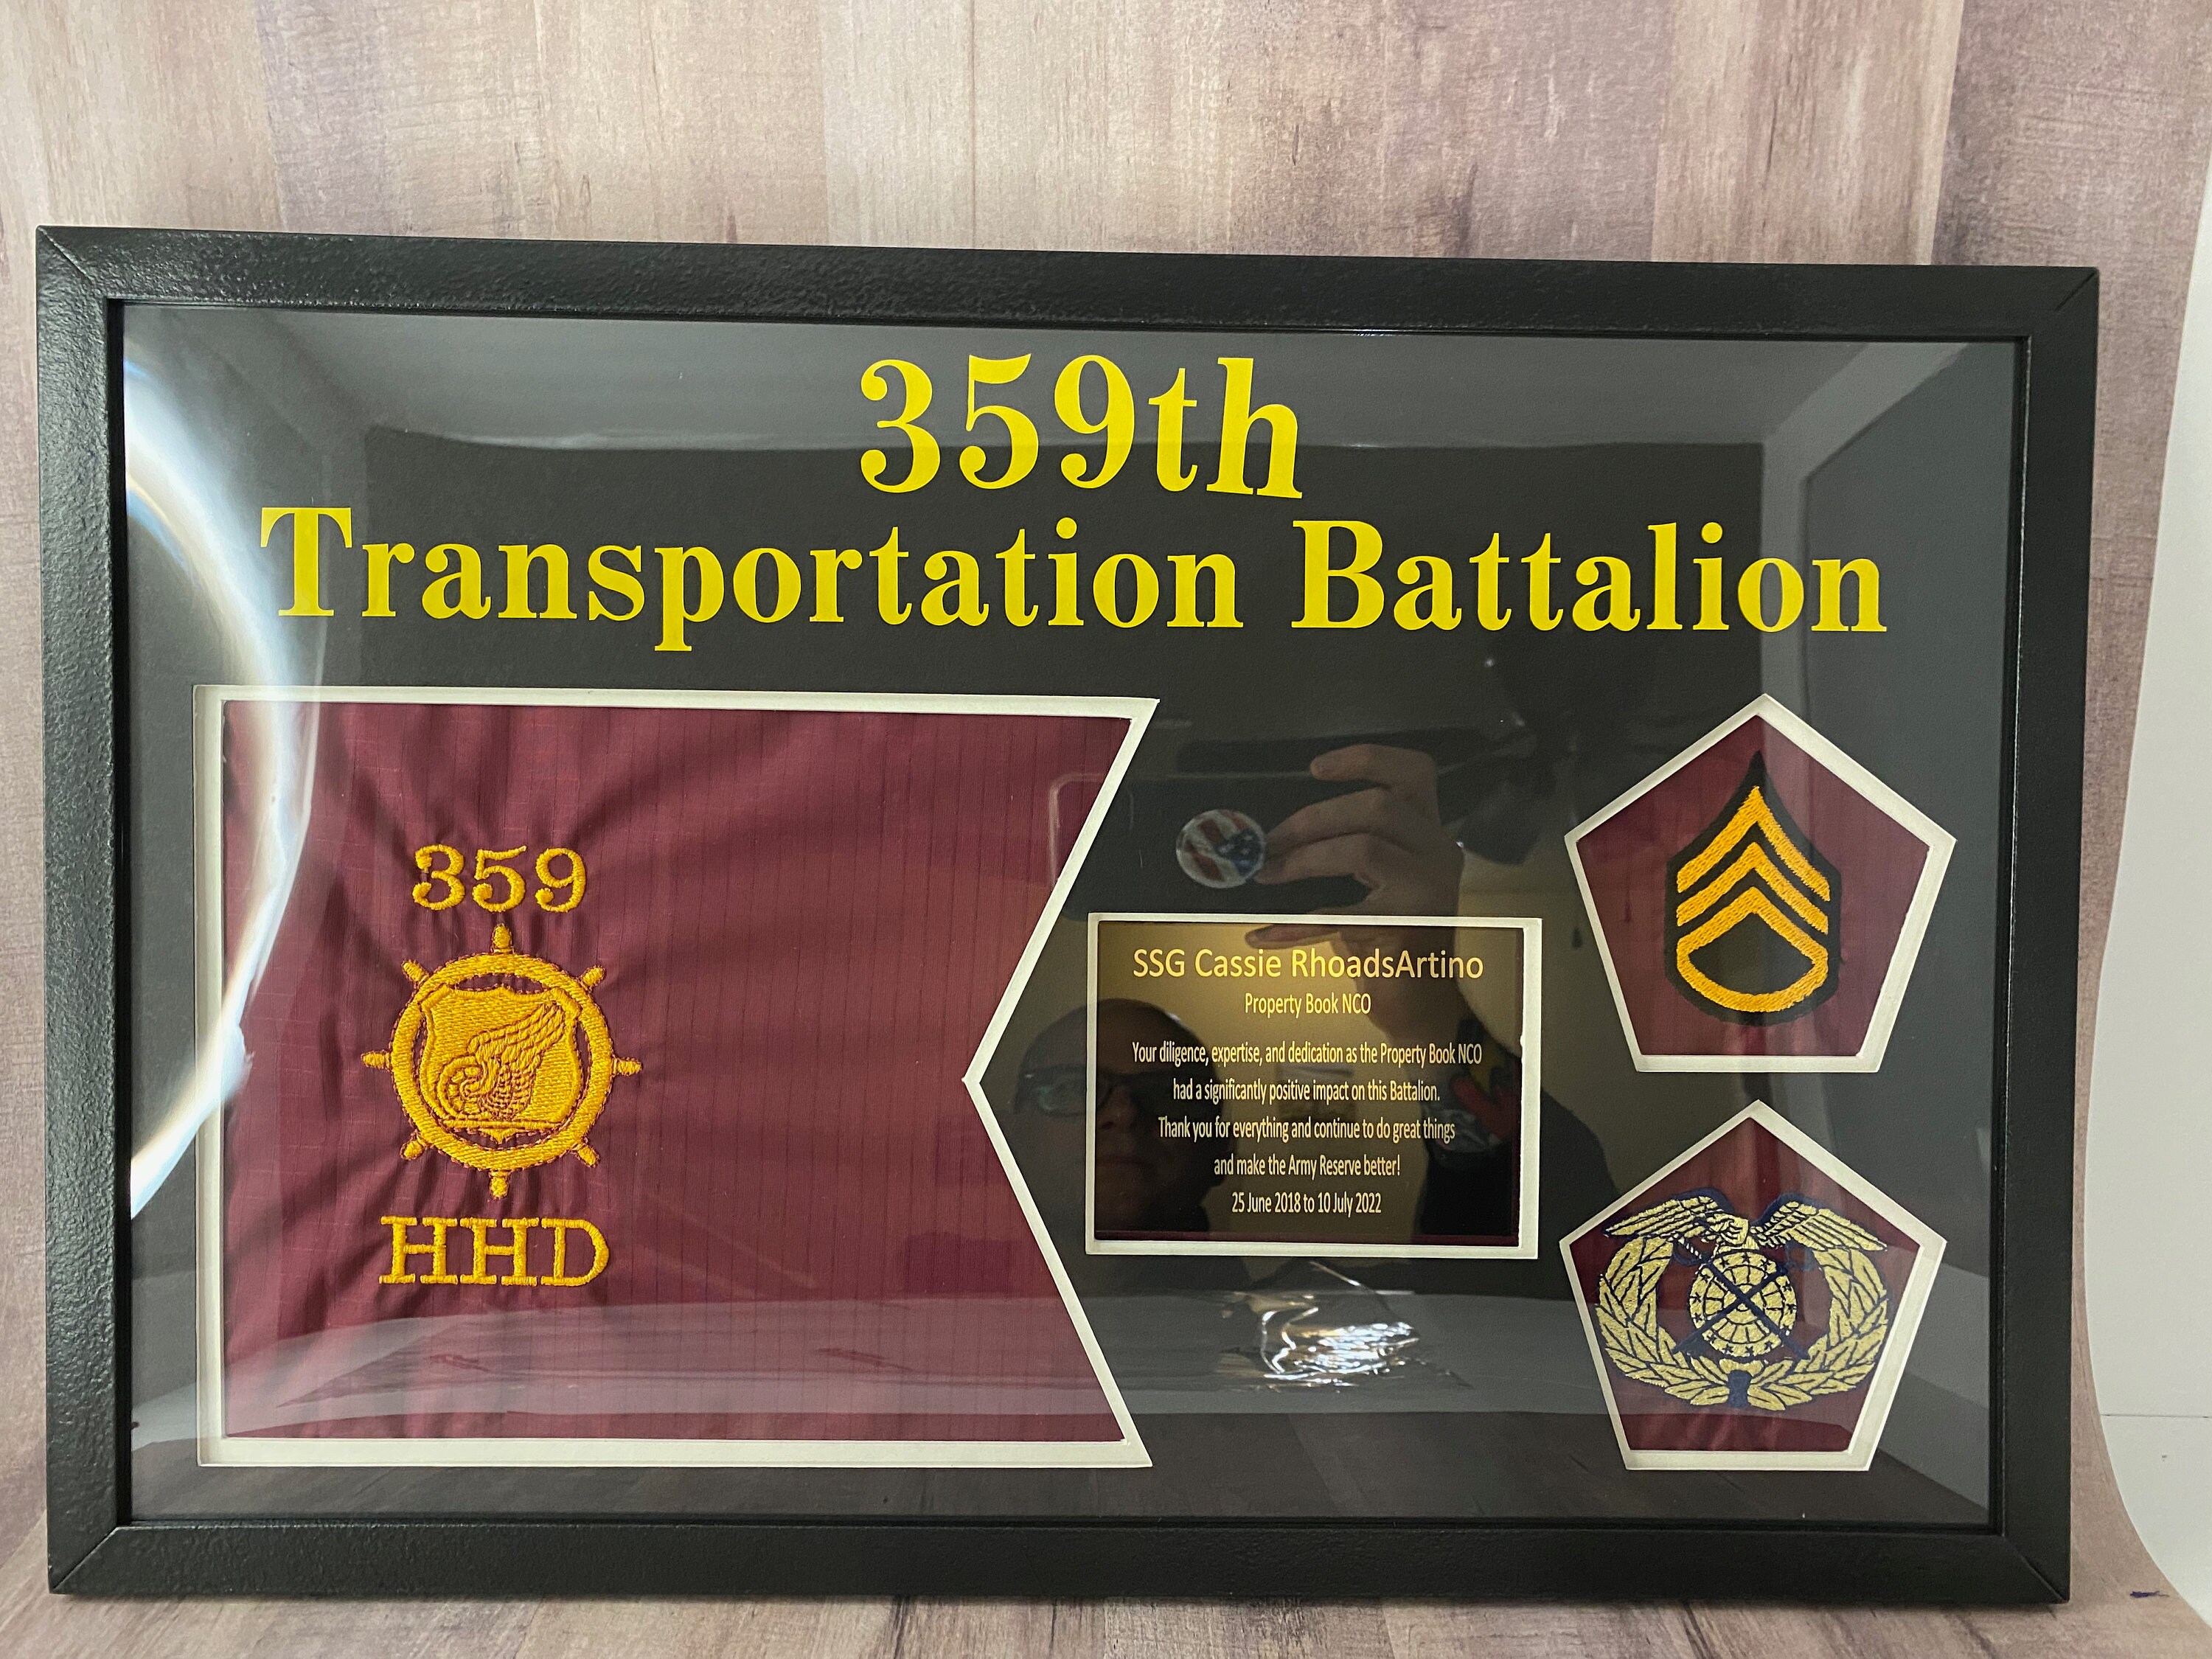 359th
Transportation Battalion
359
HHD
SSG Cassie RhoadsArtino
Property Book NCO
Your diligence, expertise, and dedication as the Property Book NCO
had a significantly positive impact on this Battalion.
Thank you for everything and continue to do great things
and make the Army Reserve better!
25 June 2018 to 10 July 2022